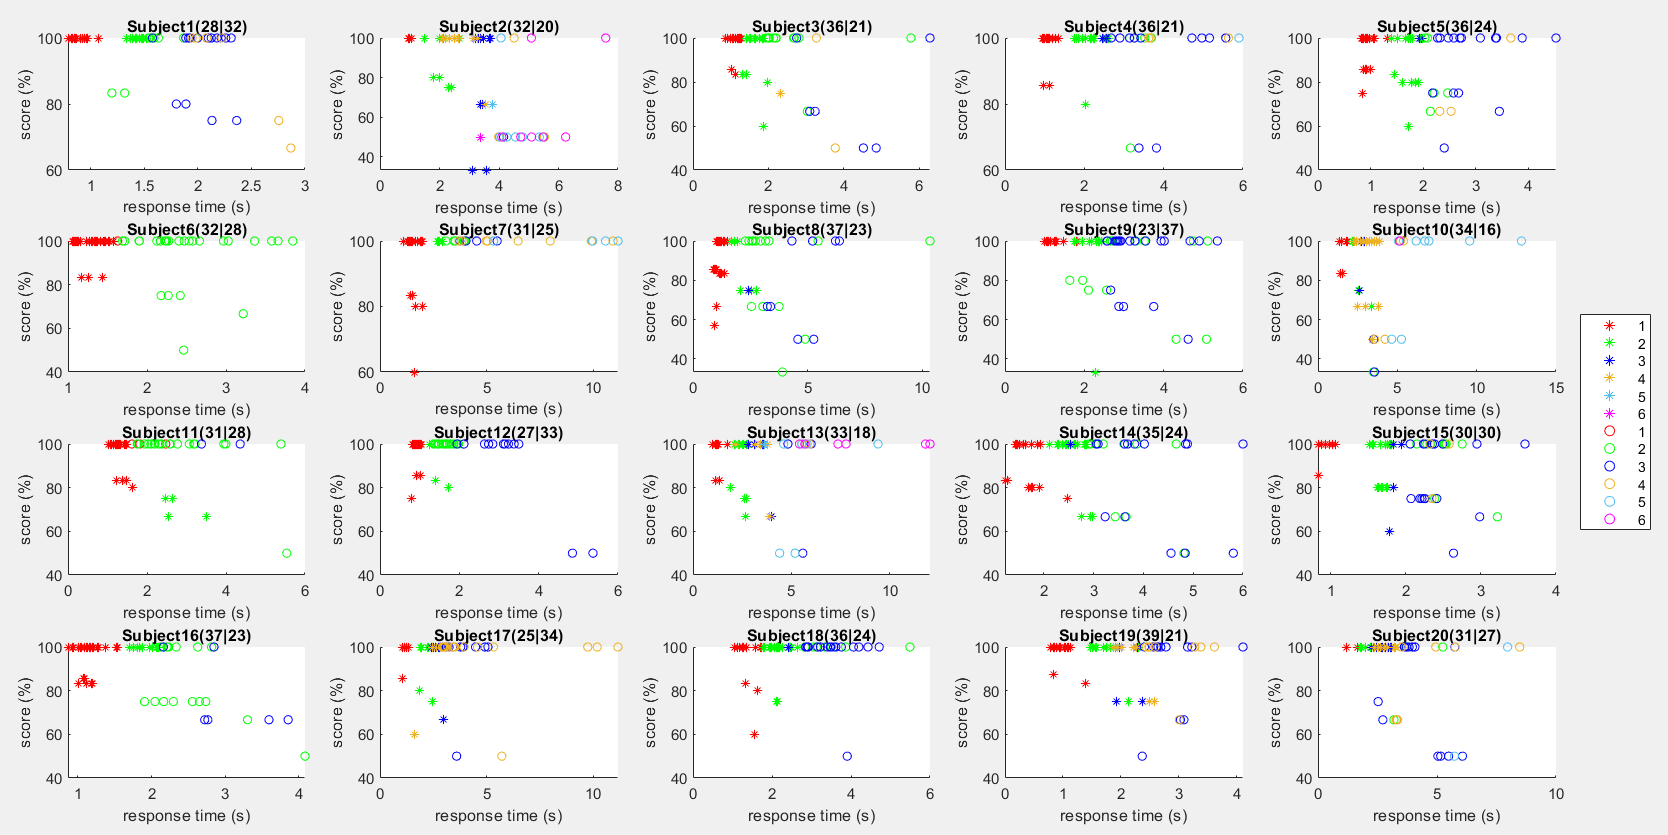 Subject1(28|32) Subject2(32|20) Subject3(36|21) Subject4(36|21) Subject5(36|24)
100 100 100 100 100
80 80 80 80 80
60 60 60 60 60
40 40 40
score (%) score (%) score (%) score (%) score (%)
1 1.5 2 2.5 3 0 2 4 6 8 0 2 4 6 0 2 4 6 0 1 2 3 4
response time (s) response time (s) response time (s) response time (s) response time (s)
Subject6(32|28) Subject7(31|25) Subject8(37|23) Subject9(23|37) Subject10(34|16)
100 100 100 100 100
80 80 80 80 80
60 60 60 60 60
40 40 40 40
score (%) score (%) score (%) score (%) score (%)
1 2 3 4 0 5 10 0 5 10 0 2 4 6 0 5 10 15
response time (s) response time (s) response time (s) response time (s) response time (s)
Subject11(31|28) Subject12(27|33) Subject13(33|18) Subject14(35|24) Subject15(30|30)
100 100 100 100 100
80 80 80 80 80
60 60 60 60 60
40 40 40 40 40
score (%) score (%) score (%) score (%) score (%)
0 2 4 6 0 2 4 6 0 5 10 2 3 4 5 6 1 2 3 4
response time (s) response time (s) response time (s) response time (s) response time (s)
Subject16(37|23) Subject17(25|34) Subject18(36|24) Subject19(39|21) Subject20(31|27)
100 100 100 100 100
80 80 80 80 80
60 60 60 60 60
40 40 40 40 40
score (%) score (%) score (%) score (%) score (%)
1 2 3 4 0 5 10 0 2 4 6 0 1 2 3 4 0 5 10
response time (s) response time (s) response time (s) response time (s) response time (s)
1
2
3
4
5
6
1
2
3
4
5
6